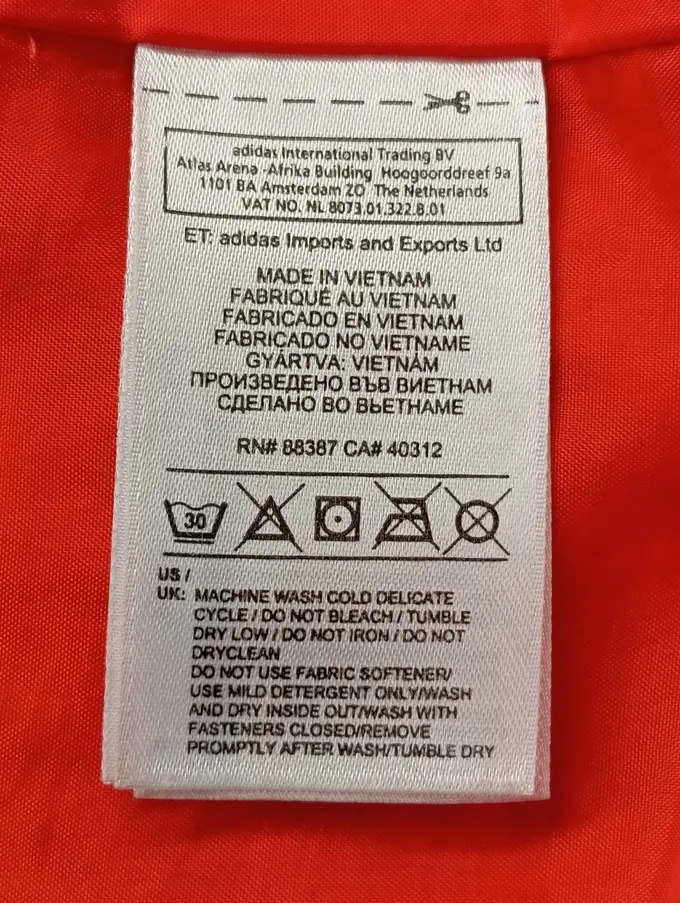 adidas International Trading BV
Atlas Arena -Afrika Building Hoogoorddreef 9a
1101 BA Amsterdam ZO The Netherlands
VAT NO. NL 8073.01.322.B.01
ET: adidas Imports and Exports Ltd
MADE IN VIETNAM
FABRIQUÉ AU VIETNAM
FABRICADO EN VIETNAM
FABRICADO NO VIETNAME
GYÁRTVA: VIETNÁM
ПРОИЗВЕДЕНО ВЪВ ВИЕТНАМ
СДЕЛАНО ВО ВЬЕТНАМЕ
RN# 88387 CA# 40312
30
US /
UK: MACHINE WASH COLD DELICATE
CYCLE / DO NOT BLEACH / TUMBLE
DRY LOW / DO NOT IRON / DO NOT
DRYCLEAN
DO NOT USE FABRIC SOFTENER/
USE MILD DETERGENT ONLY/WASH
AND DRY INSIDE OUT/WASH WITH
FASTENERS CLOSED/REMOVE
PROMPTLY AFTER WASH/TUMBLE DRY